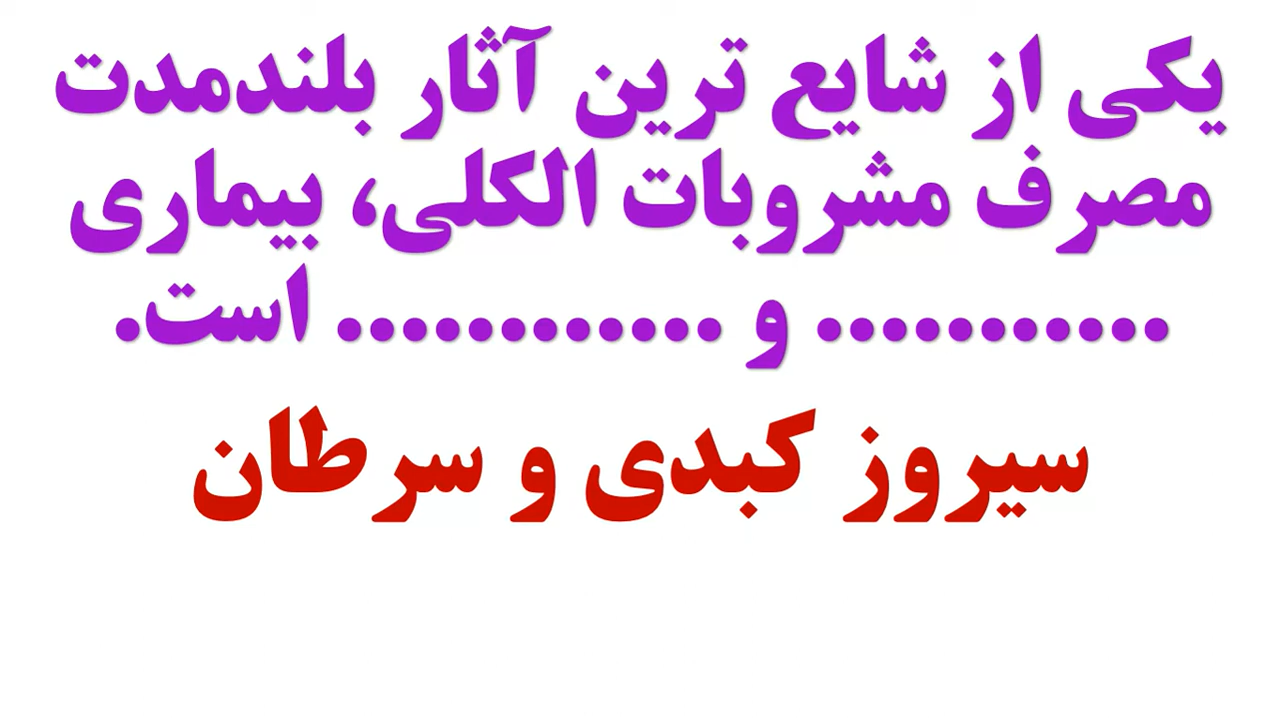 یکی از شایع ترین آثار بلندمدت
مصرف مشروبات الکلی، بیماری
........... و ............ است.
سیروز کبدی و سرطان